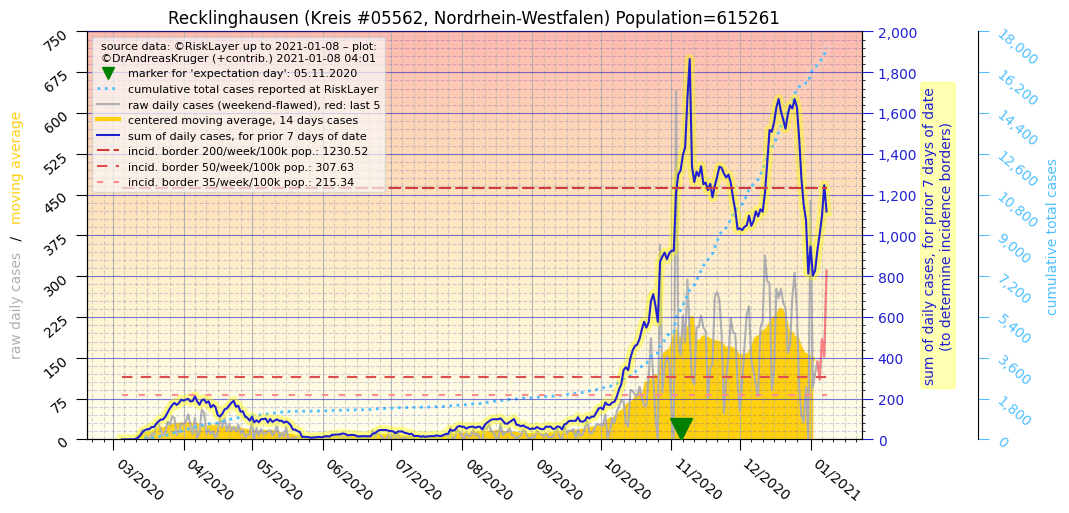 Recklinghausen (Kreis #05562, Nordrhein-Westfalen) Population=615261
source data: ©RiskLayer up to 2021-01-08 – plot:
©DrAndreasKruger (+contrib.) 2021-01-08 04:01
marker for 'expectation day': 05.11.2020
cumulative total cases reported at RiskLayer
raw daily cases (weekend-flawed), red: last 5
centered moving average, 14 days cases
sum of daily cases, for prior 7 days of date
incid. border 200/week/100k pop.: 1230.52
incid. border 50/week/100k pop.: 307.63
incid. border 35/week/100k pop.: 215.34
raw daily cases / moving average
750
675
600
525
450
375
300
225
150
75
0
03/2020
04/2020
05/2020
06/2020
07/2020
08/2020
09/2020
10/2020
11/2020
12/2020
01/2021
2,000
1,800
1,600
1,400
1,200
1,000
800
600
400
200
0
sum of daily cases, for prior 7 days of date
(to determine incidence borders)
18,000
16,200
14,400
12,600
10,800
9,000
7,200
5,400
3,600
1,800
0
cumulative total cases